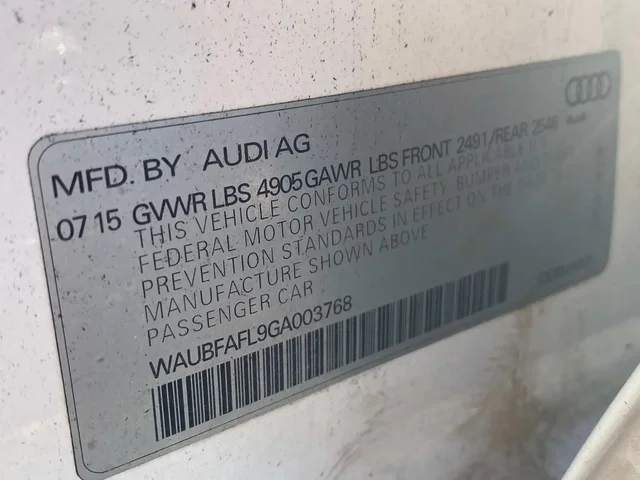 MFD. BY AUDI AG
Audi
07 15 GVWR LBS 4905 GAWR LBS FRONT 2491/REAR 2546
THIS VEHICLE CONFORMS TO ALL APPLICABLE U.S.
FEDERAL MOTOR VEHICLE SAFETY, BUMPER AND THEFT
PREVENTION STANDARDS IN EFFECT ON THE DATE OF
MANUFACTURE SHOWN ABOVE
PASSENGER CAR
WAUBFAFL9GA003768